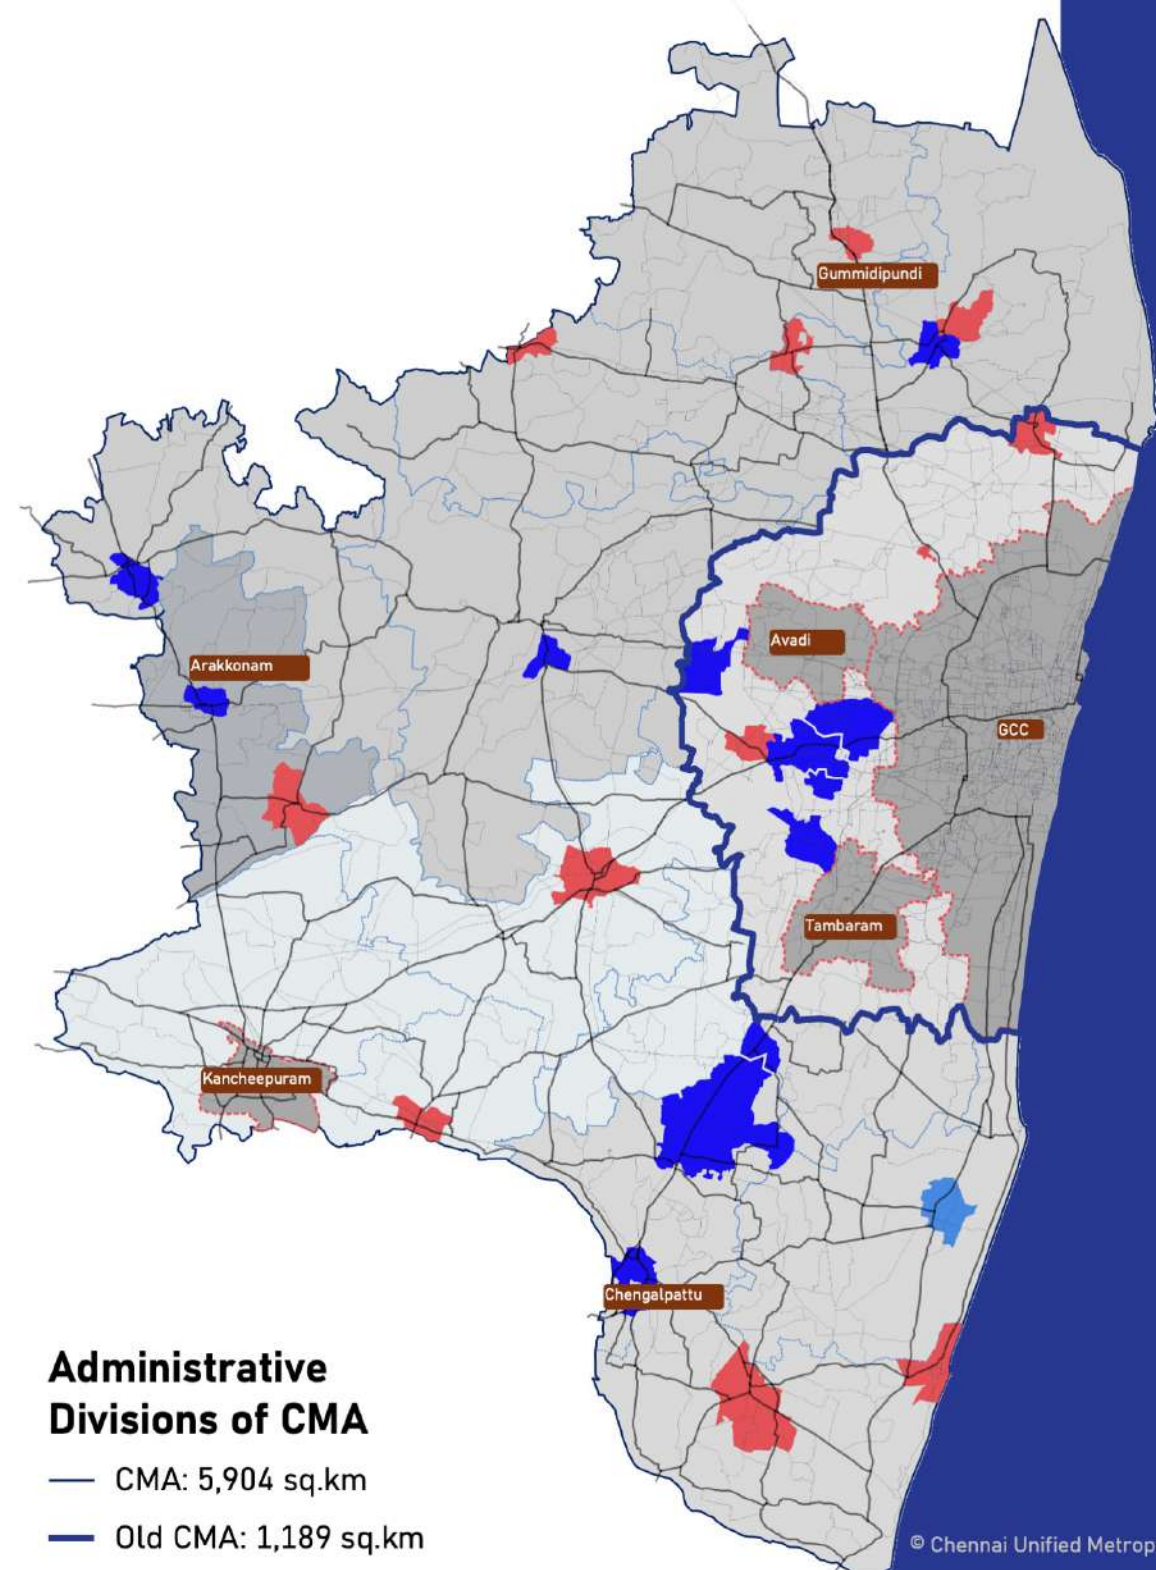 Gummidipundi
Avadi
Arakkonam
GCC
Tambaram
Kancheepuram
Chengalpattu
Administrative
Divisions of CMA
CMA: 5,904 sq.km
Old CMA: 1,189 sq.km
© Chennai Unified Metrop